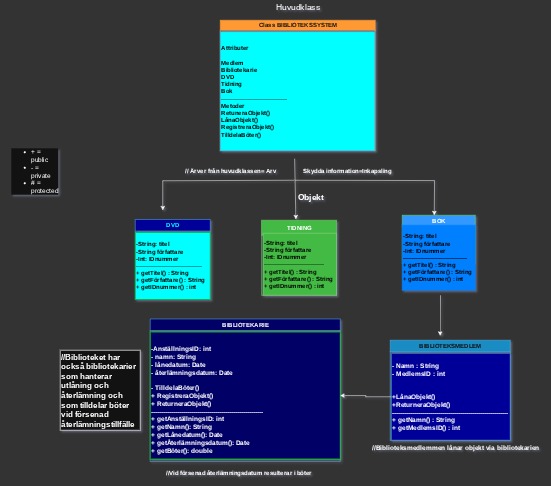 Huvudklass
Class BIBLIOTEKSSYSTEM
Attributer
Medlem
Bibliotekarie
DVD
Tidning
Bok
Metoder
RetuneraObjekt()
LånaObjekt()
RegistreraObjekt()
TilldelaBöter()
+ =
public
- =
private
# =
protected
// Ärver från huvudklassen= Arv
Skydda information=Inkapsling
Objekt
DVD
-String: titel
-String författare
-Int: IDnummer
+ getTitel() : String
+ getFörfattare() : String
+ getIDnummer() : int
TIDNING
-String: titel
-String författare
-Int: IDnummer
+ getTitel() : String
+ getFörfattare() : String
+ getIDnummer() : int
BOK
-String: titel
-String författare
-Int: IDnummer
+ getTitel() : String
+ getFörfattare() : String
+ getIDnummer() : int
//Biblioteket har
också bibliotekarier
som hanterar
utlåning och
återlämning och
som tilldelar böter
vid försenad
återlämningstillfälle
BIBLIOTEKARIE
-AnställningsID: int
- namn: String
- lånedatum: Date
- återlämningsdatum: Date
- TilldelaBöter()
+ RegistreraObjekt()
+ ReturneraObjekt()
+ getAnställningsID: int
+ getNamn(): String
+ getLånedatum(): Date
+ getÅterlämningsdatum(): Date
+ getBöter(): double
BIBLIOTEKSMEDLEM
- Namn : String
- MedlemsID : int
+LånaObjekt()
+ReturneraObjekt()
+ getNamn() : String
+ getMedlemsID() : int
//Biblioteksmedlemmen lånar objekt via bibliotekarien
//Vid försenad återlämningsdatum resulterar i böter